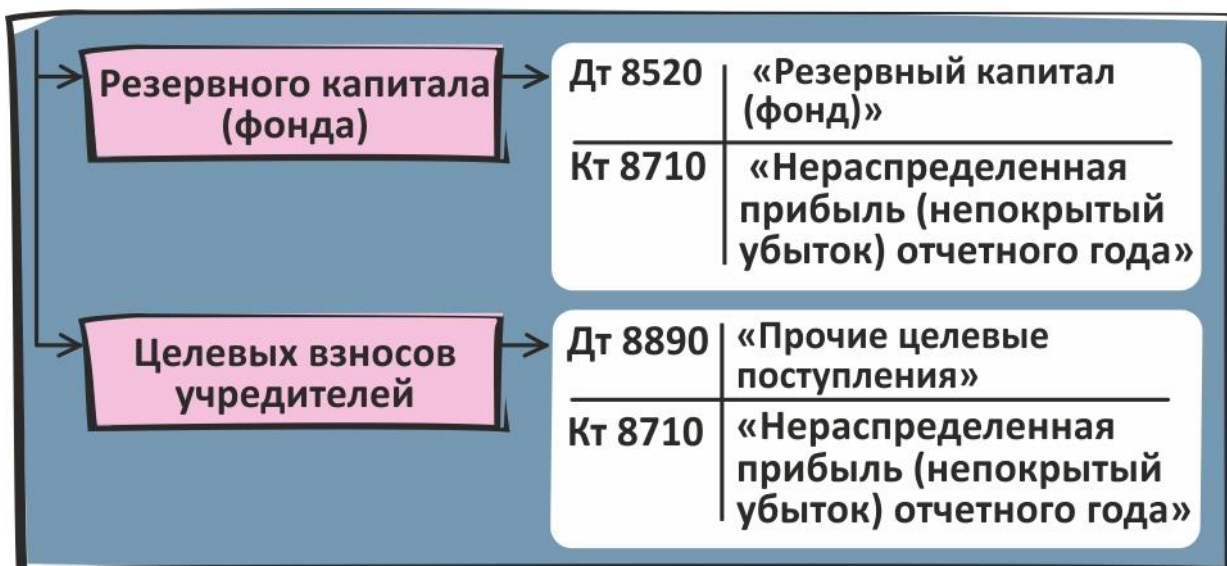 Резервного капитала
(фонда)
Дт 8520
«Резервный капитал
(фонд)»
Кт 8710
«Нераспределенная
прибыль (непокрытый
убыток) отчетного года»
Целевых взносов
учредителей
Дт 8890
«Прочие целевые
поступления»
Кт 8710
«Нераспределенная
прибыль (непокрытый
убыток) отчетного года»